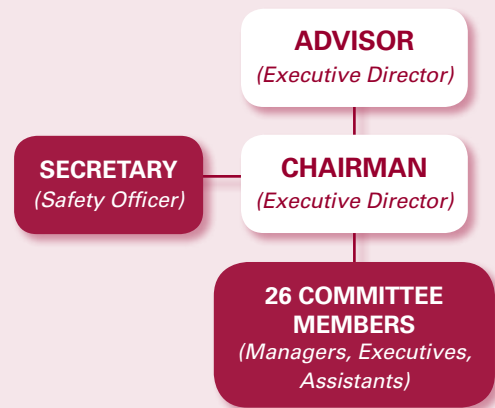 ADVISOR
(Executive Director)
SECRETARY
(Safety Officer)
CHAIRMAN
(Executive Director)
26 COMMITTEE
MEMBERS
(Managers, Executives,
Assistants)